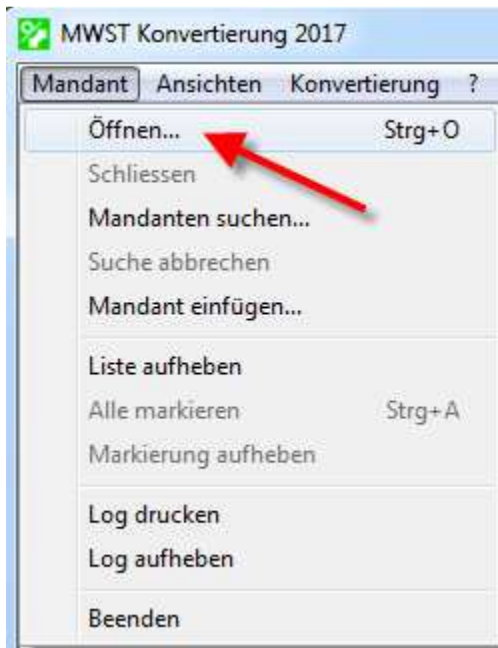 MWST Konvertierung 2017
Mandant Ansichten Konvertierung ?
Öffnen... Strg+O
Schliessen
Mandanten suchen...
Suche abbrechen
Mandant einfügen...
Liste aufheben
Alle markieren Strg+A
Markierung aufheben
Log drucken
Log aufheben
Beenden